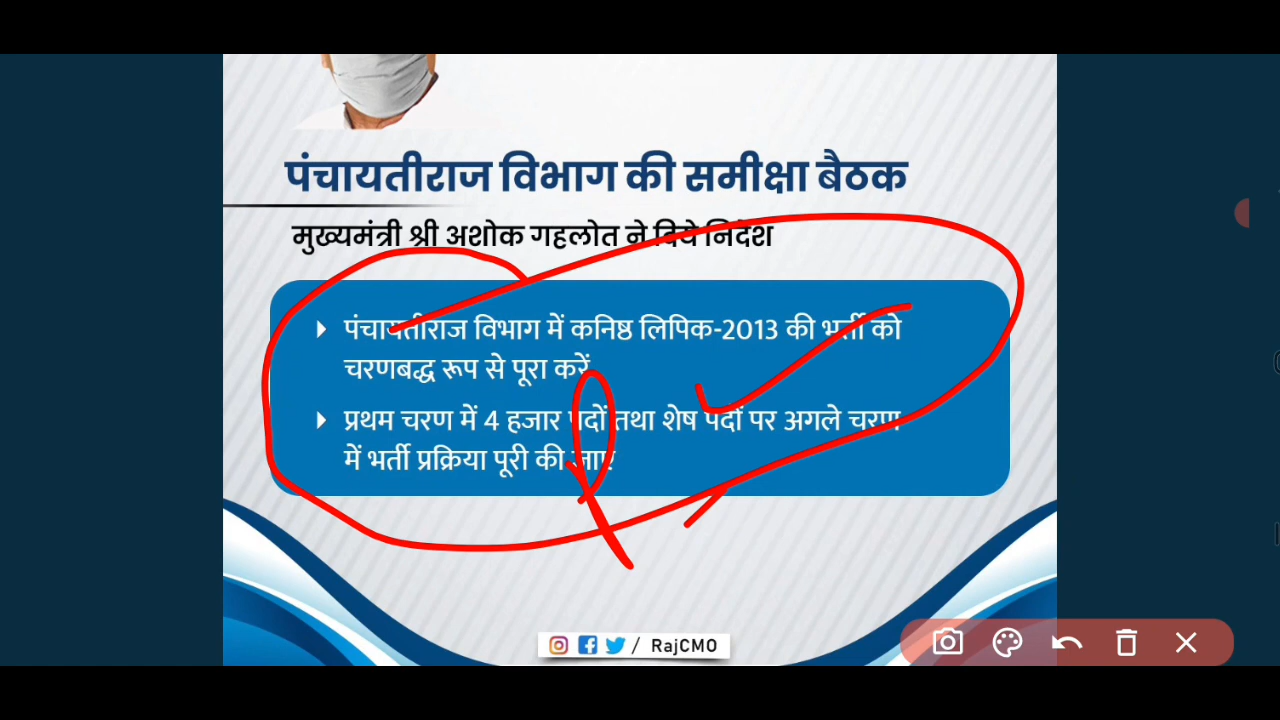 पंचायतीराज विभाग की समीक्षा बैठक
मुख्यमंत्री श्री अशोक गहलोत ने दिये निर्देश
पंचायतीराज विभाग में कनिष्ठ लिपिक-2013 की भर्ती को
चरणबद्ध रूप से पूरा करें
प्रथम चरण में 4 हजार पदों तथा शेष पदों पर अगले चरण
में भर्ती प्रक्रिया पूरी की जाए
/ RajCMO